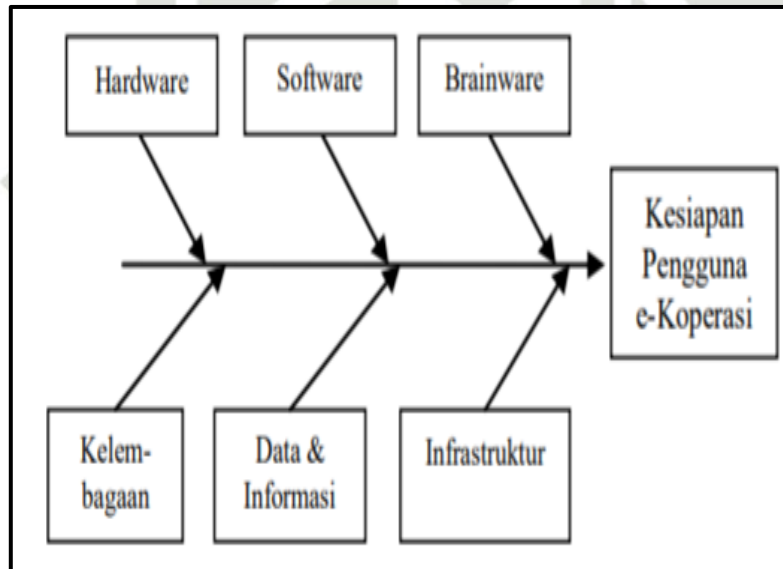 Hardware
Software
Brainware
Kesiapan
Pengguna
e-Koperasi
Kelem-
bagaan
Data &
Informasi
Infrastruktur